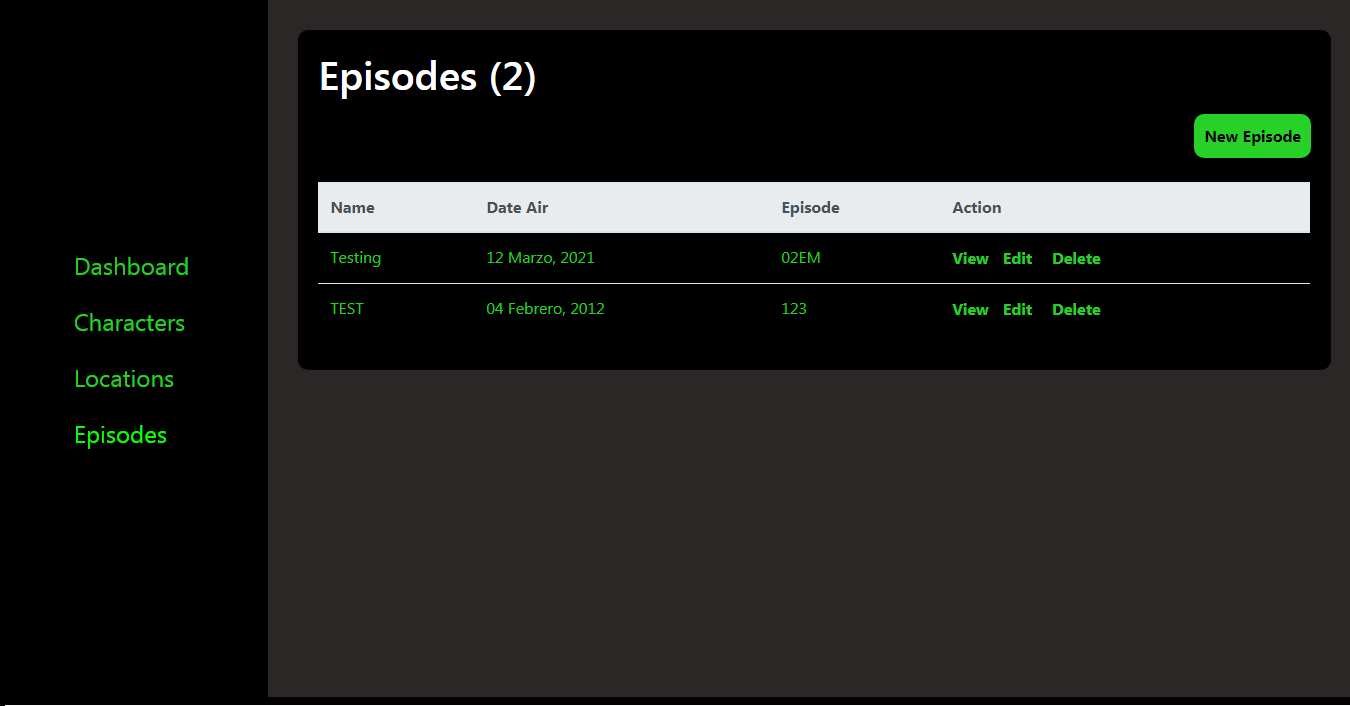 Dashboard
Characters
Locations
Episodes
Episodes (2)
New Episode
Name Date Air Episode Action
Testing 12 Marzo, 2021 02EM View Edit Delete
TEST 04 Febrero, 2012 123 View Edit Delete